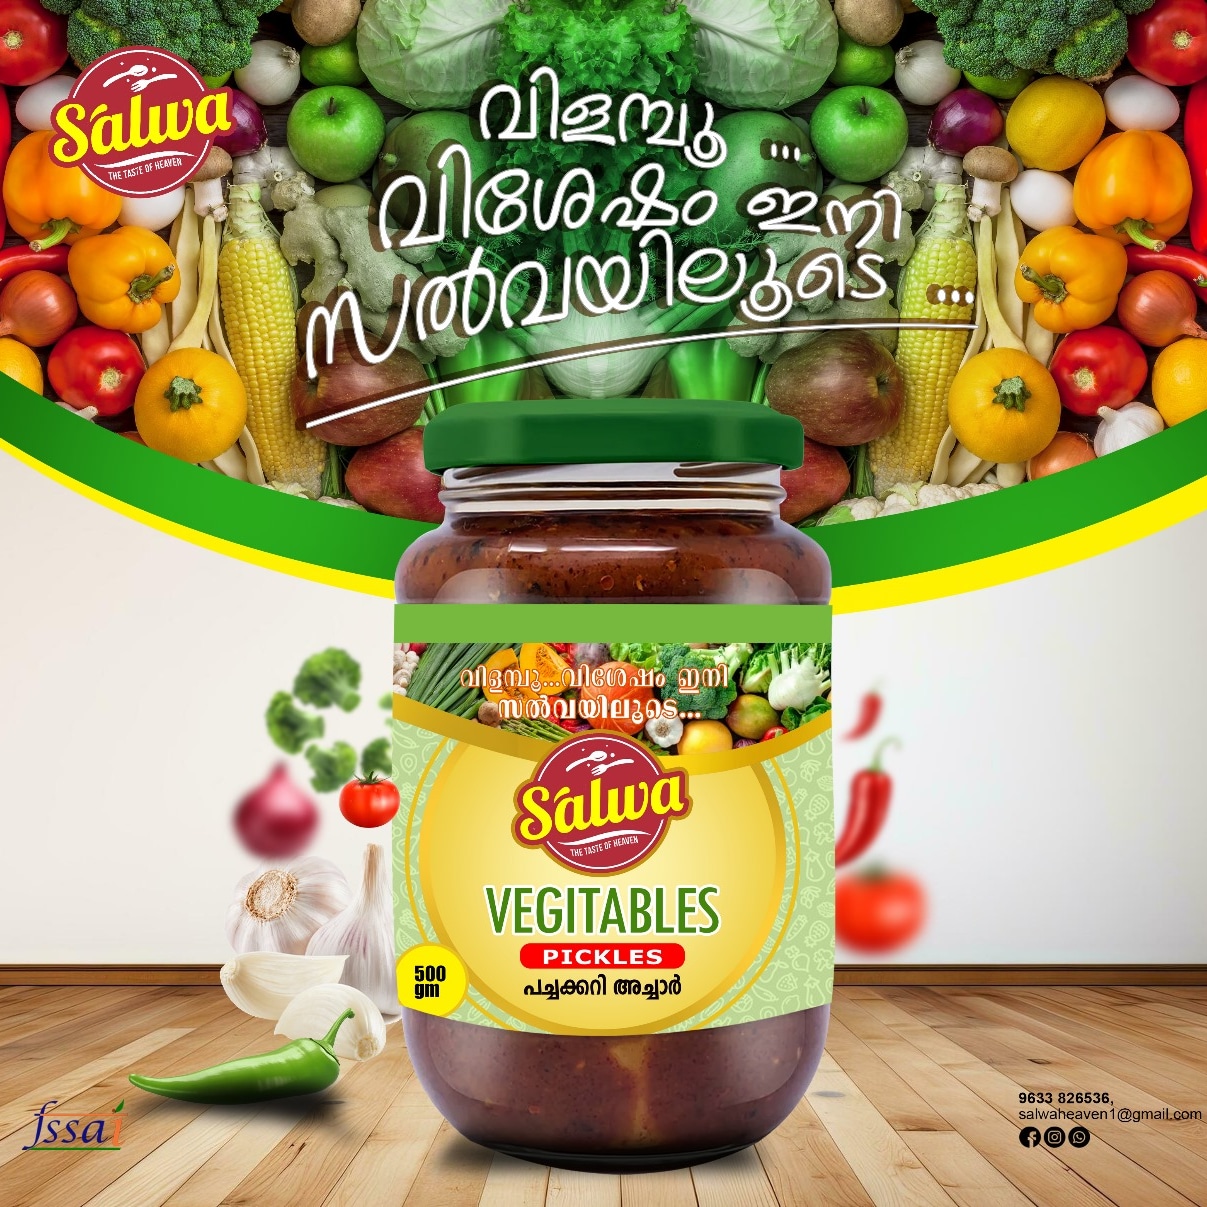 Salwa
THE TASTE OF HEAVEN
വിളമ്പൂ ...
വിശേഷം ഇനി
സൽവയിലൂടെ ...
വിളമ്പൂ...വിശേഷം ഇനി
സൽവയിലൂടെ...
Salwa
THE TASTE OF HEAVEN
VEGITABLES
PICKLES
പച്ചക്കറി അച്ചാർ
500
gm
fssai
9633 826536,
salwaheaven1@gmail.com